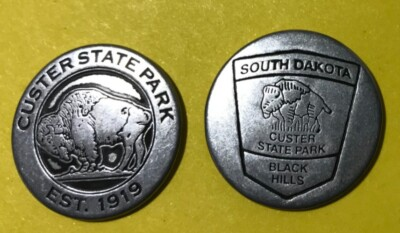 CUSTER STATE PARK
EST. 1919
SOUTH DAKOTA
CUSTER
STATE PARK
BLACK
HILLS